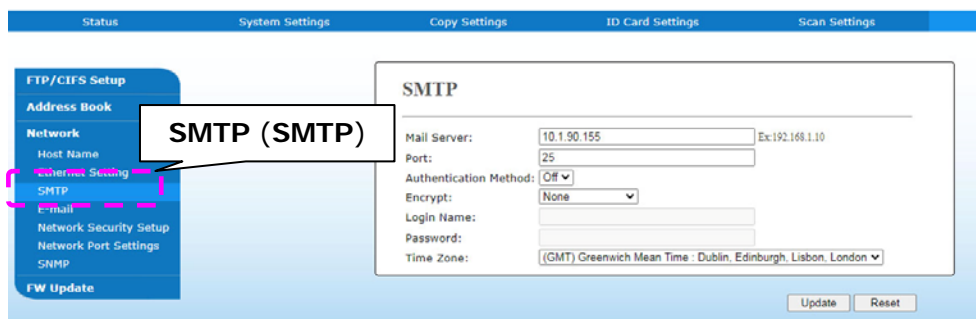 Status System Settings Copy Settings ID Card Settings Scan Settings
FTP/CIFS Setup
Address Book
Network
Host Name
Ethernet Setting
SMTP
E-mail
Network Security Setup
Network Port Settings
SNMP
FW Update
SMTP (SMTP)
SMTP
Mail Server: 10.1.90.155 Ex:192.168.1.10
Port: 25
Authentication Method: Off
Encrypt: None
Login Name:
Password:
Time Zone: (GMT) Greenwich Mean Time : Dublin, Edinburgh, Lisbon, London
Update Reset